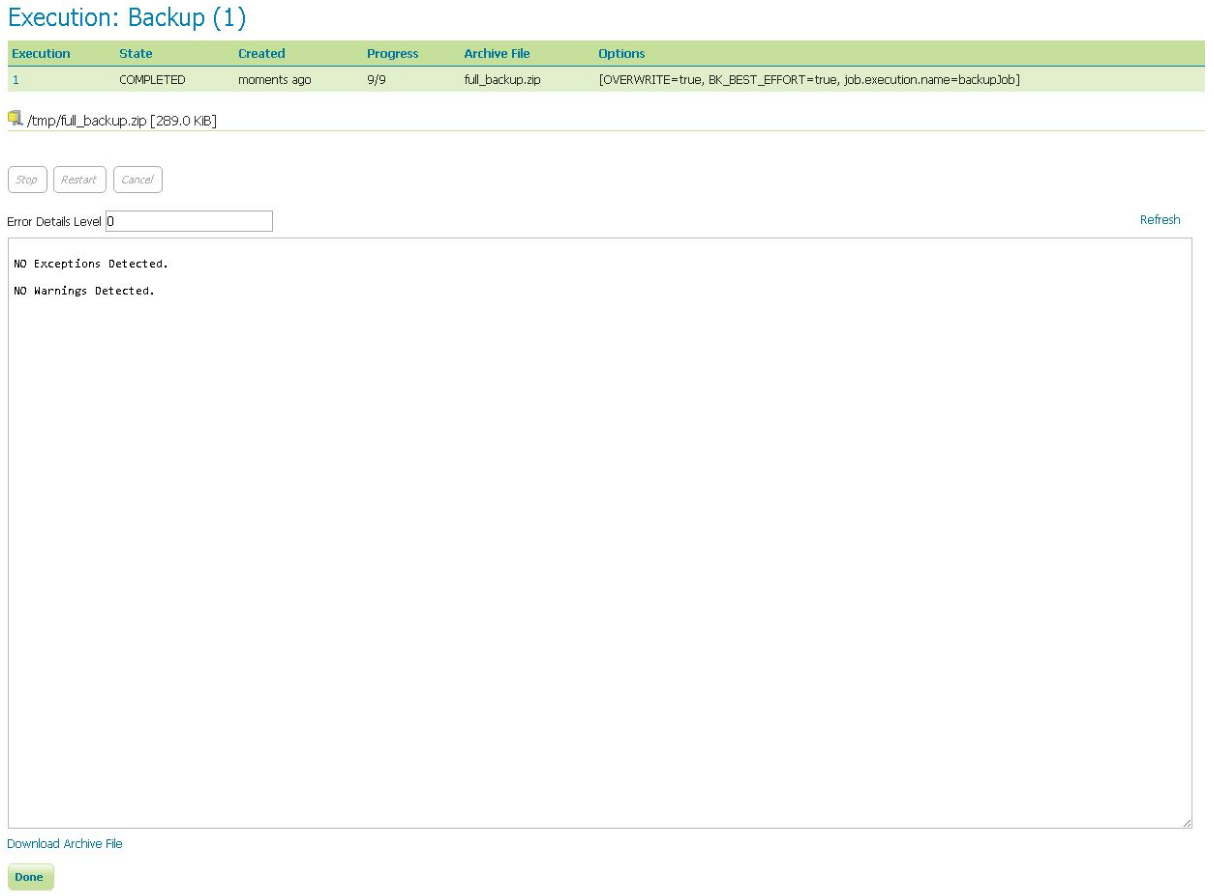 Execution: Backup (1)
Execution State Created Progress Archive File Options
1 COMPLETED moments ago 9/9 full_backup.zip [OVERWRITE=true, BK_BEST_EFFORT=true, job.execution.name=backupJob]
/tmp/full_backup.zip [289.0 KiB]
Stop Restart Cancel
Error Details Level 0 Refresh
NO Exceptions Detected.
NO Warnings Detected.
Download Archive File
Done